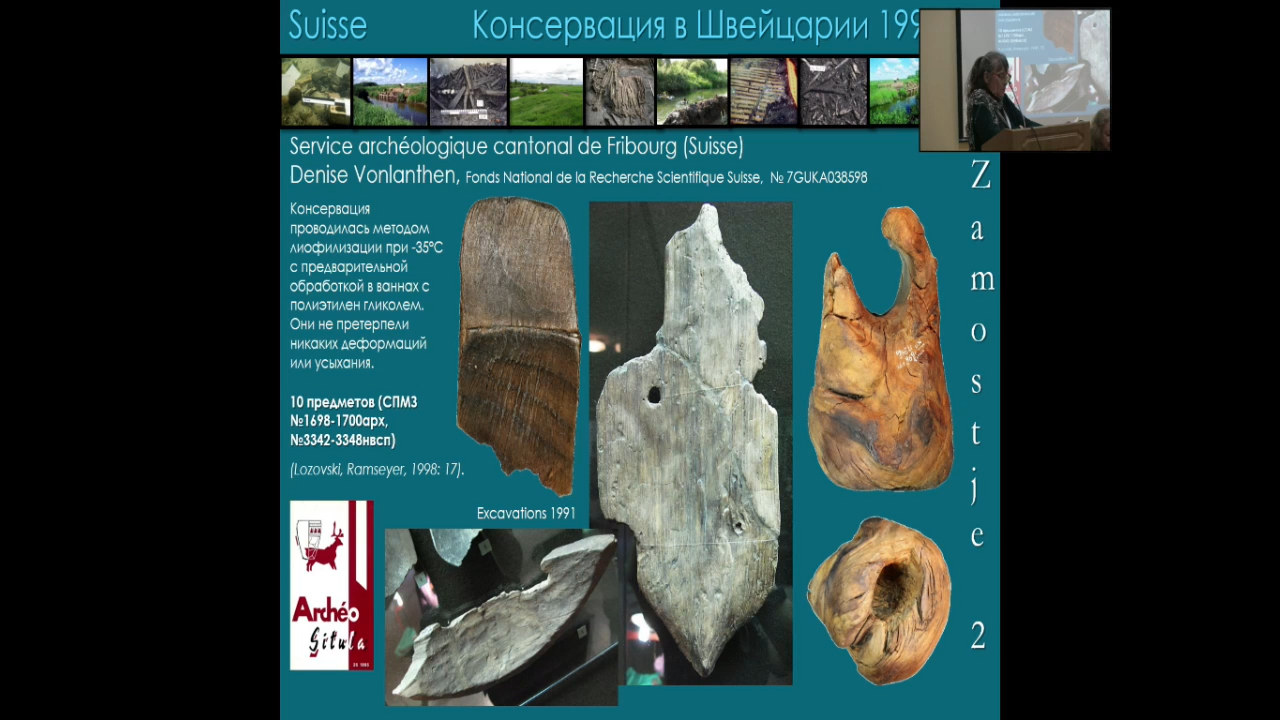 Suisse
Консервация в Швейцарии 199
Service archéologique cantonal de Fribourg (Suisse)
Denise Vonlanthen, Fonds National de la Recherche Scientifique Suisse, № 7GUKA038598
Консервация
проводилась методом
лиофилизации при -35°C
с предварительной
обработкой в ваннах с
полиэтилен гликолем.
Они не претерпели
никаких деформаций
или усыхания.
10 предметов (СПМЗ
№1698-1700арх,
№3342-3348нвсп)
(Lozovski, Ramseyer, 1998: 17).
Excavations 1991
Archéo
Situla
Zamostje 2